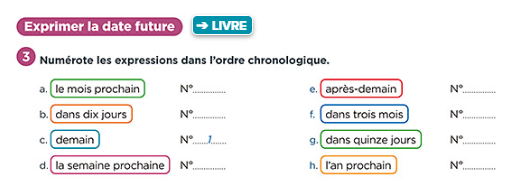 Exprimer la date future ➔ LIVRE
3 Numérote les expressions dans l'ordre chronologique.
a. le mois prochain N°..............
b. dans dix jours N°..............
c. demain N°.....1.....
d. la semaine prochaine N°..............
e. après-demain N°..............
f. dans trois mois N°..............
g. dans quinze jours N°..............
h. l'an prochain N°..............